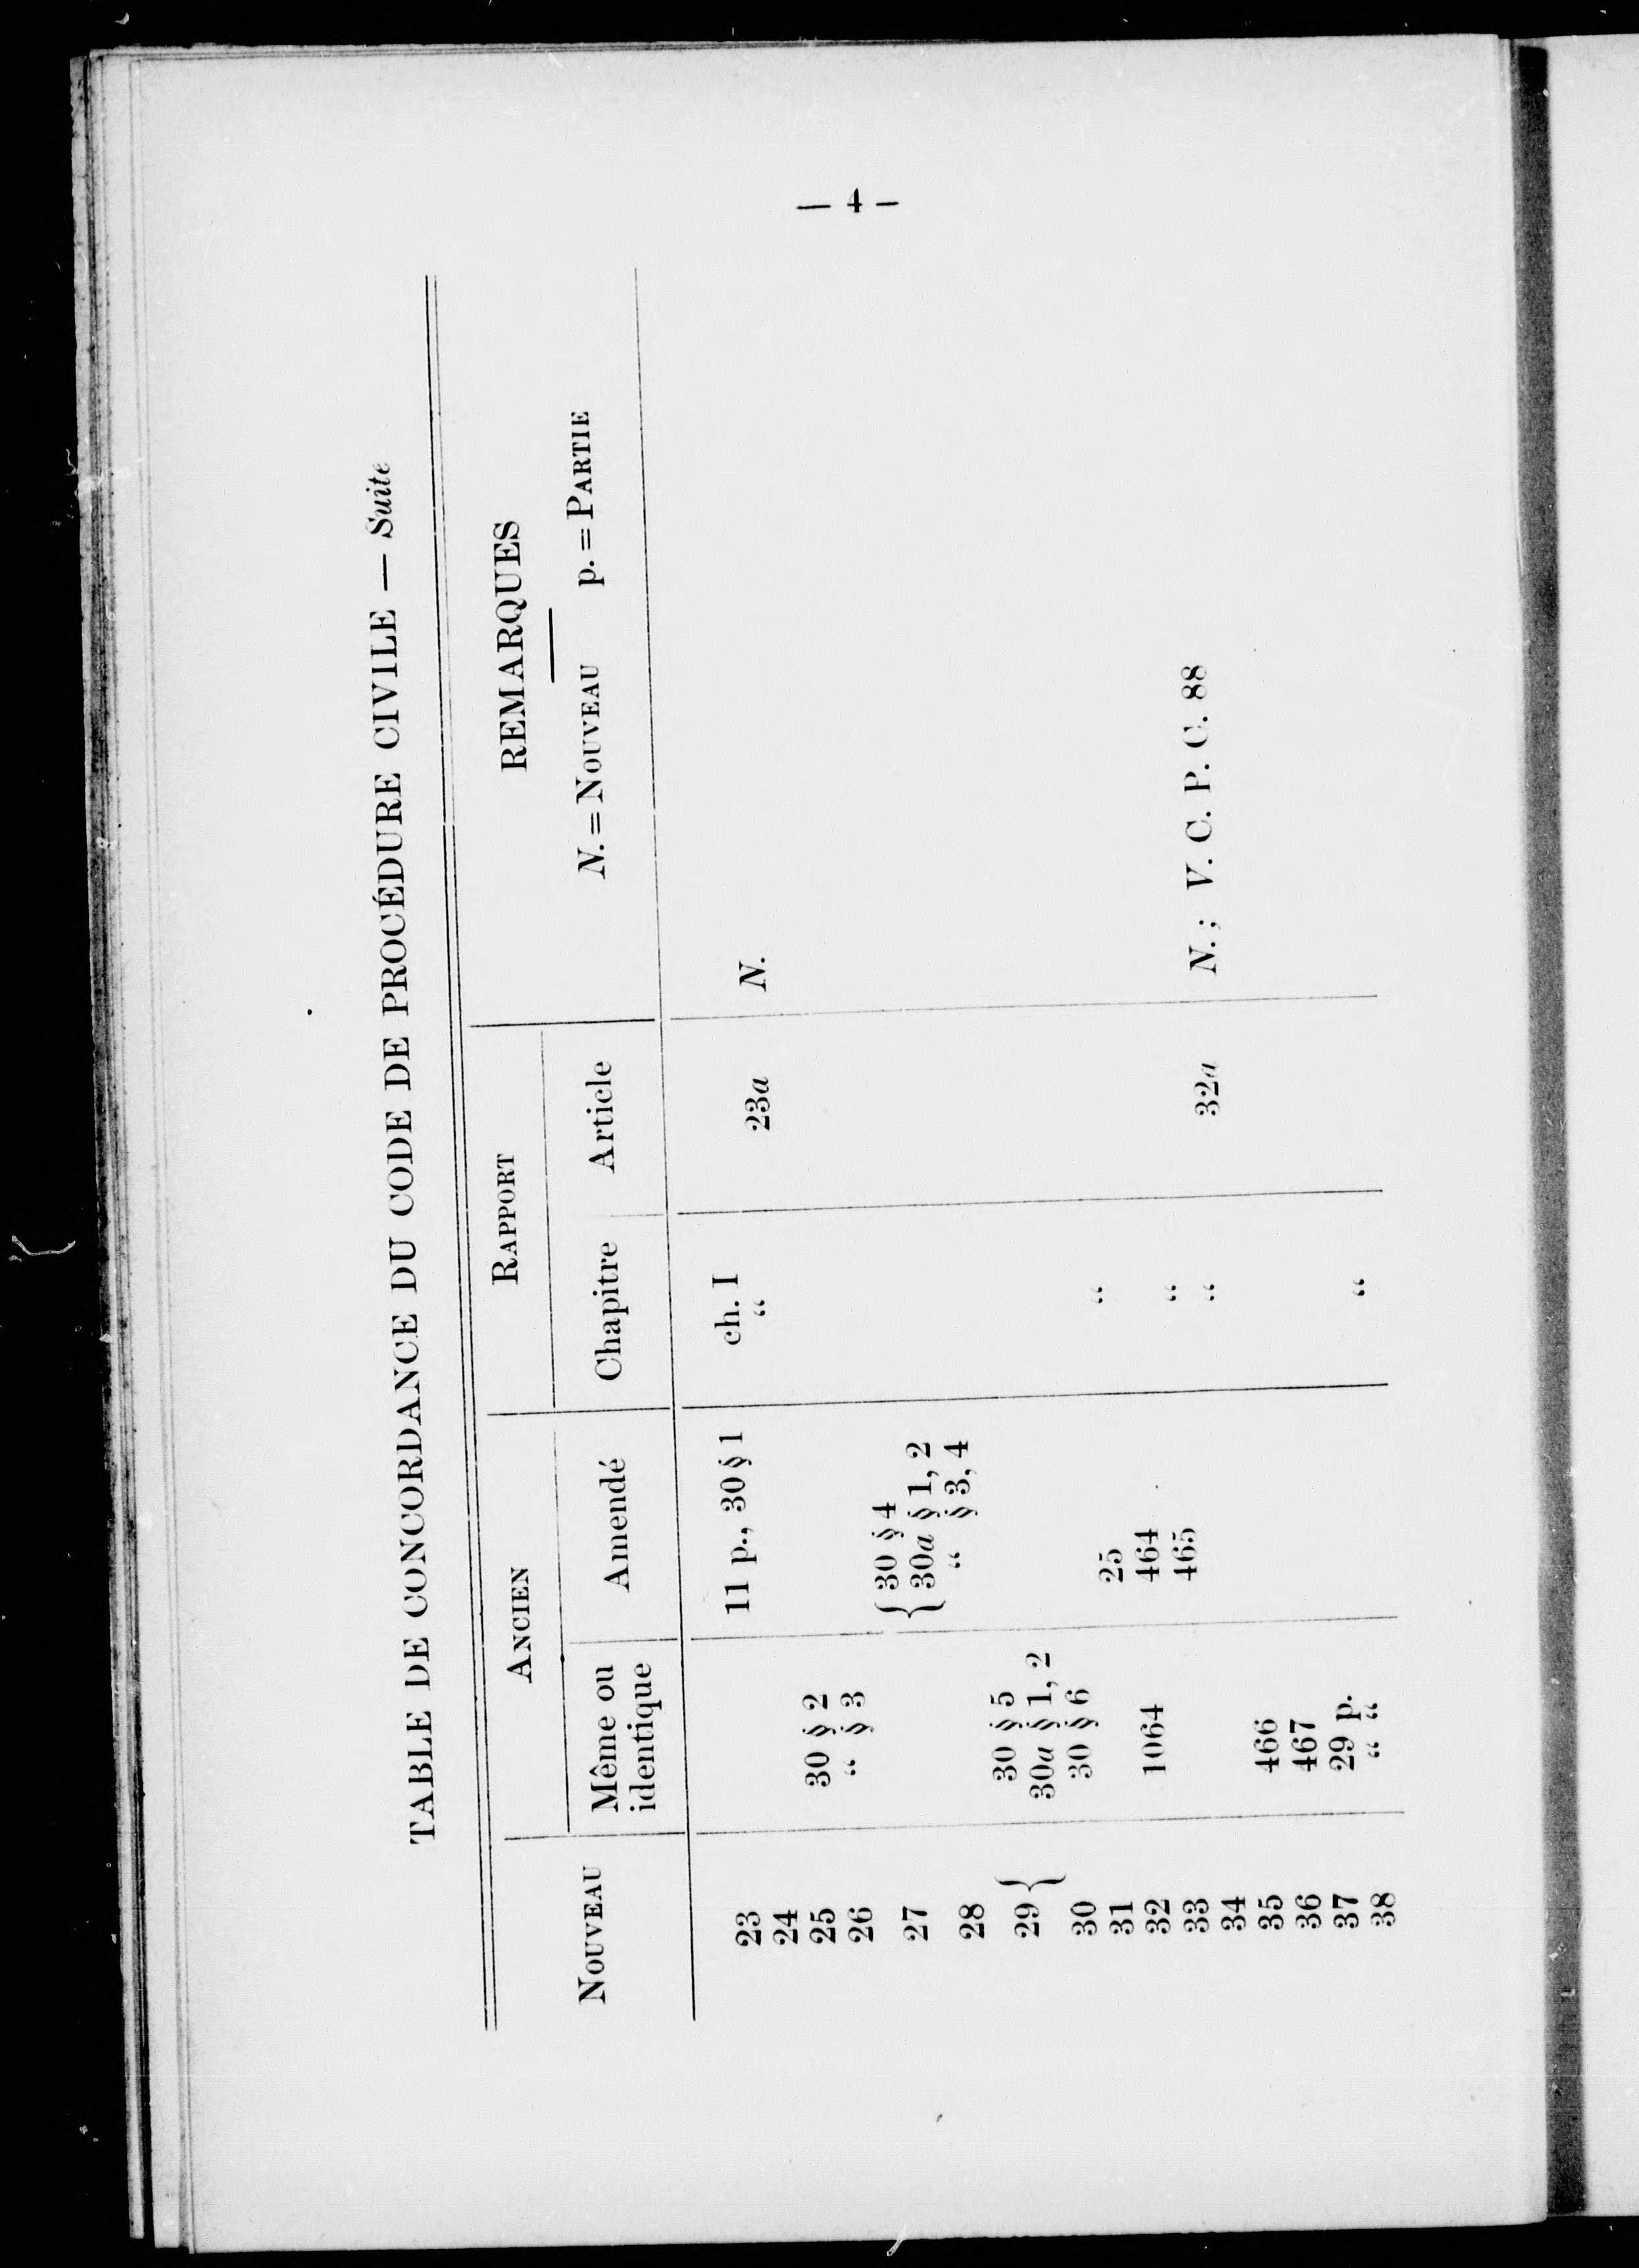 — 4 —
TABLE DE CONCORDANCE DU CODE DE PROCÉDURE CIVILE — Suite
NOUVEAU ANCIEN RAPPORT REMARQUES
Même ou identique Amendé Chapitre Article N. = NOUVEAU p. = PARTIE
23 11 p., 30 § 1 ch. I
24 “ 23a N.
25 30 § 2
26 “ § 3
27 { 30 § 4
30a § 1, 2
28 “ § 3, 4
29 { 30 § 5
30a § 1, 2
30 30 § 6
31 25 “
32 1064 464
33 465 “
34 “ 32a N.; V. C. P. C. 88
35 466
36 467
37 29 p.
38 “ “ “